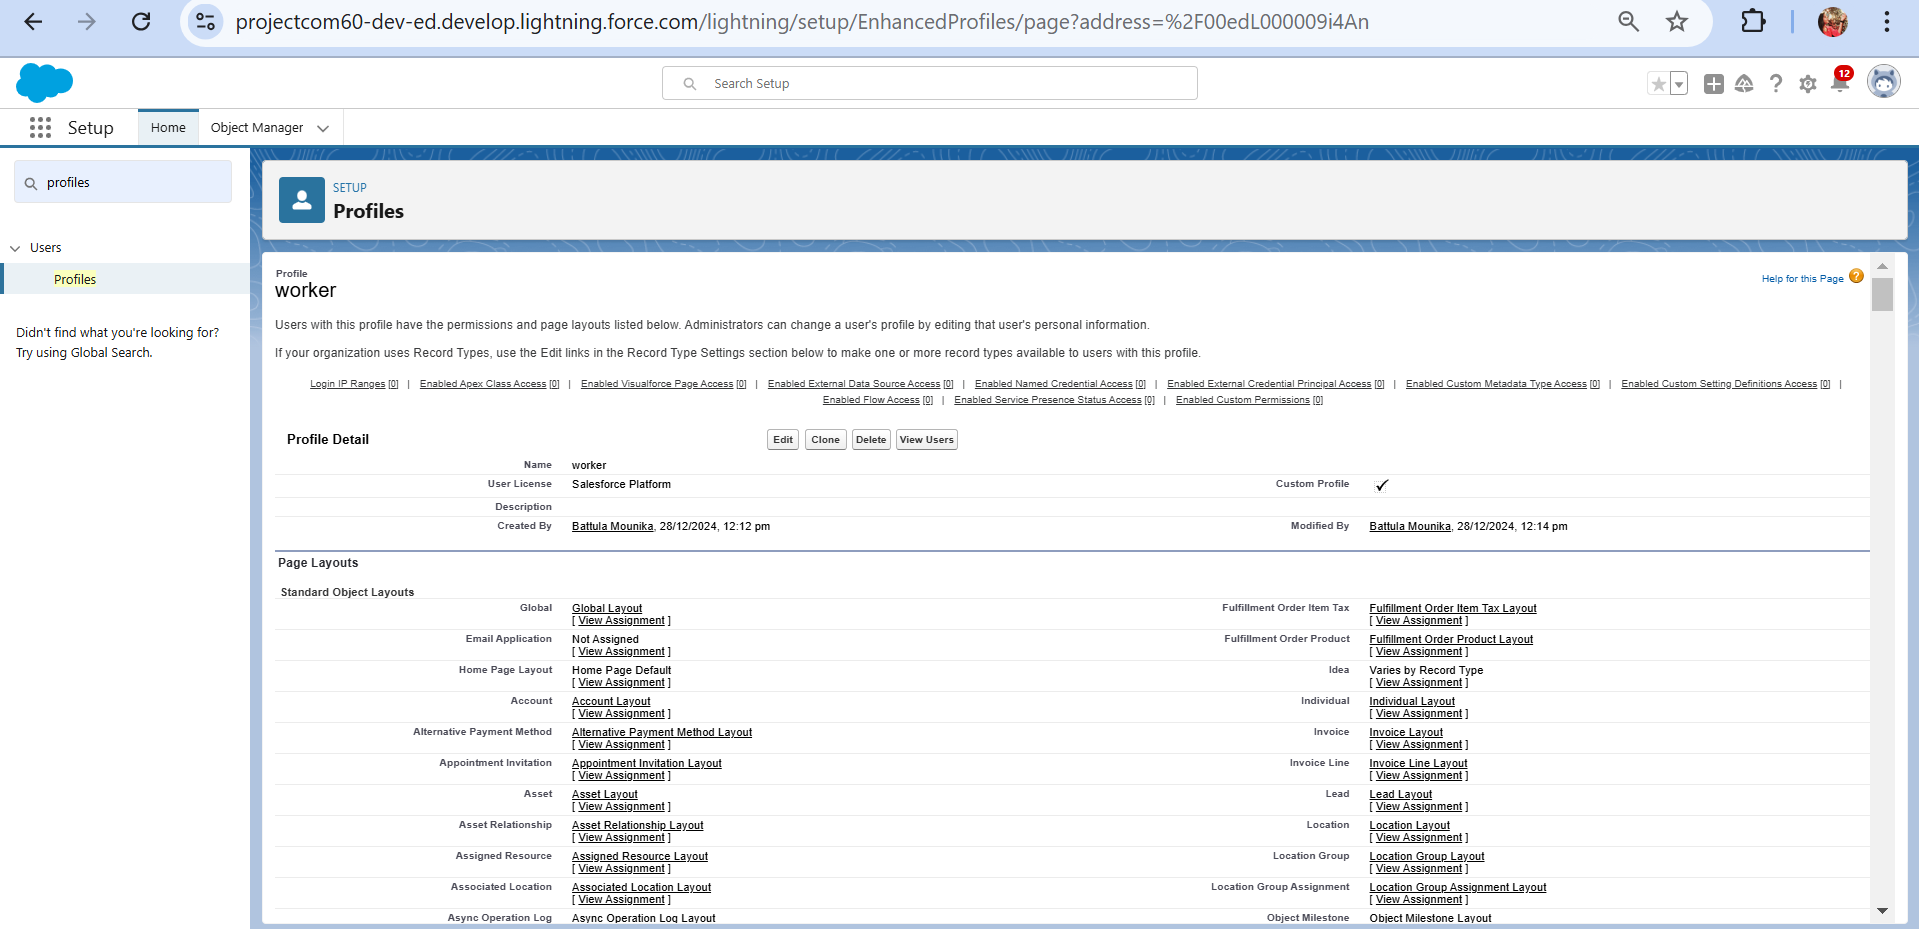 projectcom60-dev-ed.develop.lightning.force.com/lightning/setup/EnhancedProfiles/page?address=%2F00edL000009i4An
Search Setup
12
Setup
Home
Object Manager
profiles
Users
Profiles
Didn't find what you're looking for?
Try using Global Search.
SETUP
Profiles
Profile
worker
Help for this Page
?
Users with this profile have the permissions and page layouts listed below. Administrators can change a user's profile by editing that user's personal information.
If your organization uses Record Types, use the Edit links in the Record Type Settings section below to make one or more record types available to users with this profile.
Login IP Ranges [0] | Enabled Apex Class Access [0] | Enabled Visualforce Page Access [0] | Enabled External Data Source Access [0] | Enabled Named Credential Access [0] | Enabled External Credential Principal Access [0] | Enabled Custom Metadata Type Access [0] | Enabled Custom Setting Definitions Access [0] |
Enabled Flow Access [0] | Enabled Service Presence Status Access [0] | Enabled Custom Permissions [0]
Profile Detail
Edit Clone Delete View Users
Name worker
User License Salesforce Platform Custom Profile ✓
Description
Created By Battula Mounika, 28/12/2024, 12:12 pm Modified By Battula Mounika, 28/12/2024, 12:14 pm
Page Layouts
Standard Object Layouts
Global Global Layout Fulfillment Order Item Tax Fulfillment Order Item Tax Layout
[ View Assignment ] [ View Assignment ]
Email Application Not Assigned Fulfillment Order Product Fulfillment Order Product Layout
[ View Assignment ] [ View Assignment ]
Home Page Layout Home Page Default Idea Varies by Record Type
[ View Assignment ] [ View Assignment ]
Account Account Layout Individual Individual Layout
[ View Assignment ] [ View Assignment ]
Alternative Payment Method Alternative Payment Method Layout Invoice Invoice Layout
[ View Assignment ] [ View Assignment ]
Appointment Invitation Appointment Invitation Layout Invoice Line Invoice Line Layout
[ View Assignment ] [ View Assignment ]
Asset Asset Layout Lead Lead Layout
[ View Assignment ] [ View Assignment ]
Asset Relationship Asset Relationship Layout Location Location Layout
[ View Assignment ] [ View Assignment ]
Assigned Resource Assigned Resource Layout Location Group Location Group Layout
[ View Assignment ] [ View Assignment ]
Associated Location Associated Location Layout Location Group Assignment Location Group Assignment Layout
[ View Assignment ] [ View Assignment ]
Async Operation Log Async Operation Log Layout Object Milestone Object Milestone Layout